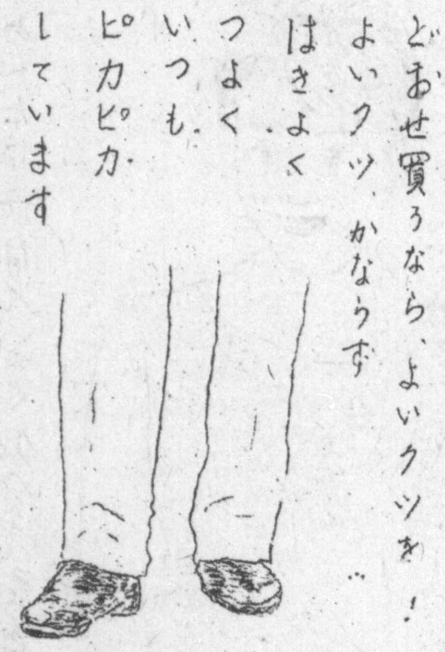 どおせ買うなら、よいクツを!
よいクツ、かならず
はきよく
つよく
いつも
ピカピカ
しています